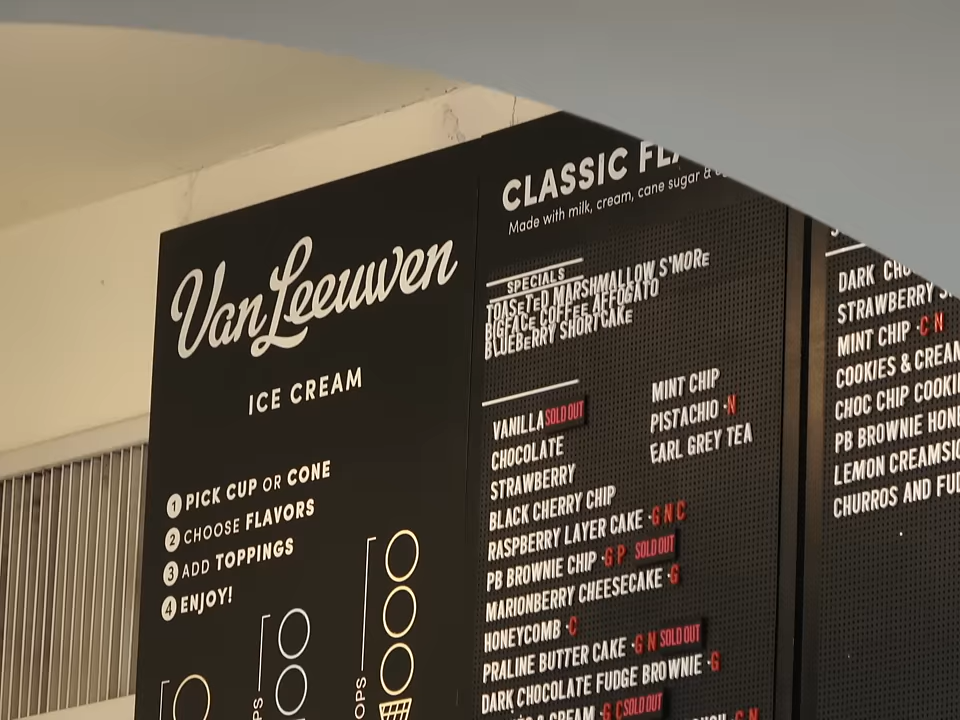 Van Leeuwen
ICE CREAM
1 PICK CUP OR CONE
2 CHOOSE FLAVORS
3 ADD TOPPINGS
4 ENJOY!
CLASSIC
Made with milk, cream, cane sugar &
SPECIALS
TOASTED MARSHMALLOW S'MORE
BIGFACE COFFEE AFFOGATO
BLUEBERRY SHORTCAKE
VANILLA SOLD OUT
CHOCOLATE
STRAWBERRY
BLACK CHERRY CHIP
RASPBERRY LAYER CAKE ·G N C
PB BROWNIE CHIP ·G P SOLD OUT
MARIONBERRY CHEESECAKE ·G
HONEYCOMB ·C
PRALINE BUTTER CAKE ·G N SOLD OUT
DARK CHOCOLATE FUDGE BROWNIE ·G
& CREAM ·G C SOLD OUT
G N
MINT CHIP
PISTACHIO ·N
EARL GREY TEA
DARK
STRAWBERRY
MINT CHIP ·C N
COOKIES & CREAM
CHOC CHIP COOKI
PB BROWNIE HON
LEMON CREAMSI
CHURROS AND FUD